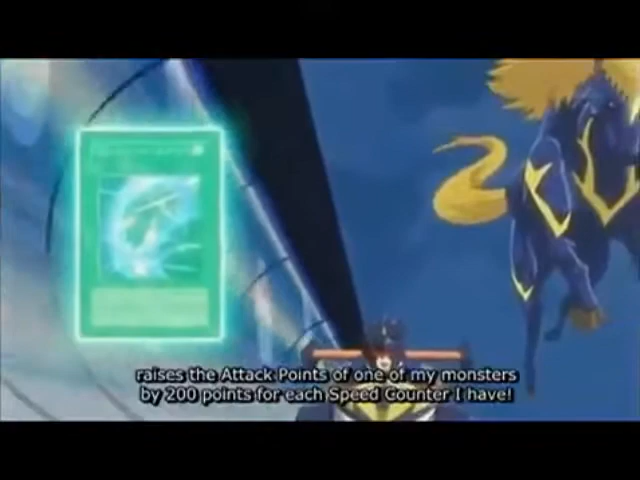 raises the Attack Points of one of my monsters
by 200 points for each Speed Counter I have!